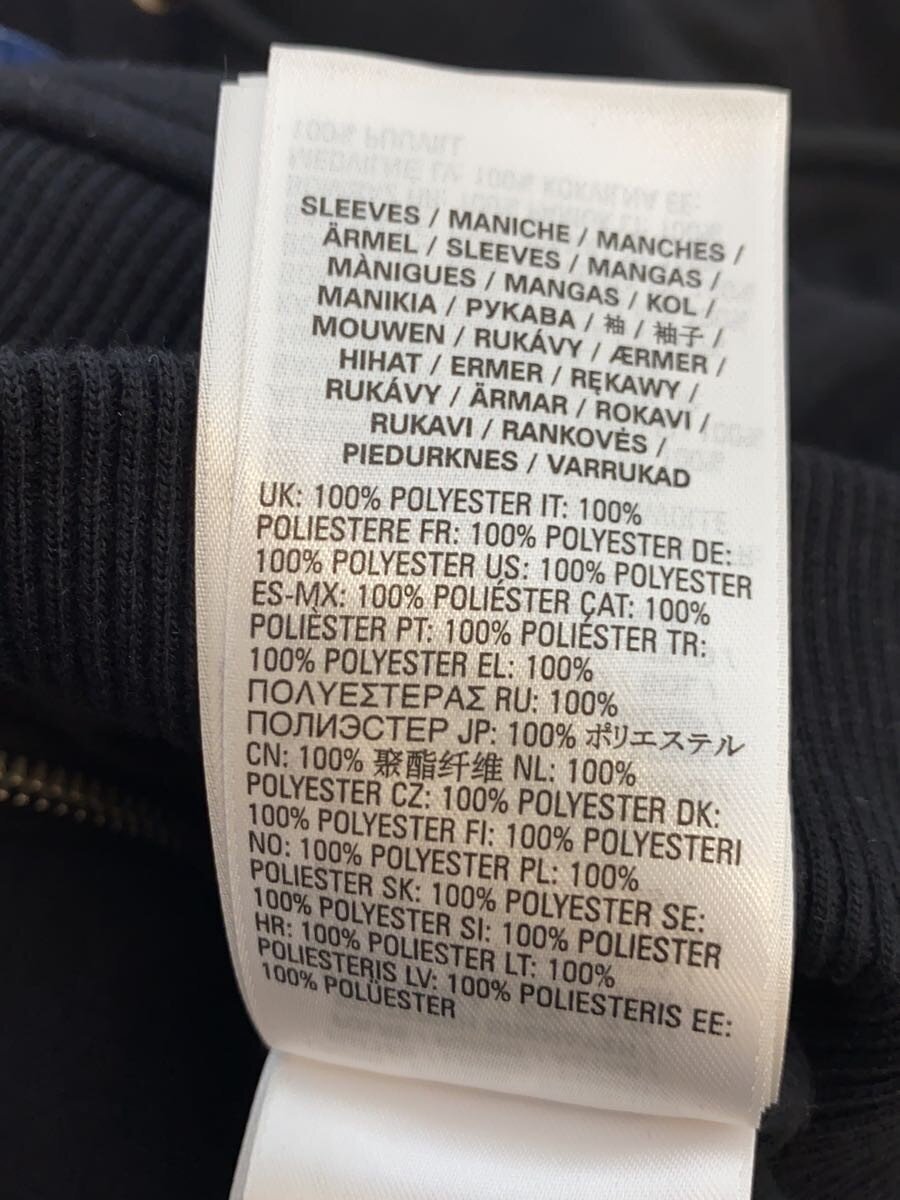 SLEEVES / MANICHE / MANCHES /
ÄRMEL / SLEEVES / MANGAS /
MÀNIGUES / MANGAS / KOL /
MANIKIA / РУКАВА / 袖 / 袖子 /
MOUWEN / RUKÁVY / ÆRMER /
HIHAT / ERMER / RĘKAWY /
RUKÁVY / ÄRMAR / ROKAVI /
RUKAVI / RANKOVĖS /
PIEDURKNES / VARRUKAD
UK: 100% POLYESTER IT: 100%
POLIESTERE FR: 100% POLYESTER DE:
100% POLYESTER US: 100% POLYESTER
ES-MX: 100% POLIÉSTER CAT: 100%
POLIÈSTER PT: 100% POLIÉSTER TR:
100% POLYESTER EL: 100%
ΠΟΛΥΕΣΤΕΡΑΣ RU: 100%
ПОЛИЭСТЕР JP: 100% ポリエステル
CN: 100% 聚酯纤维 NL: 100%
POLYESTER CZ: 100% POLYESTER DK:
100% POLYESTER FI: 100% POLYESTERI
NO: 100% POLYESTER PL: 100%
POLIESTER SK: 100% POLYESTER SE:
100% POLYESTER SI: 100% POLIESTER
HR: 100% POLIESTER LT: 100%
POLIESTERIS LV: 100% POLIESTERIS EE:
100% POLÜESTER